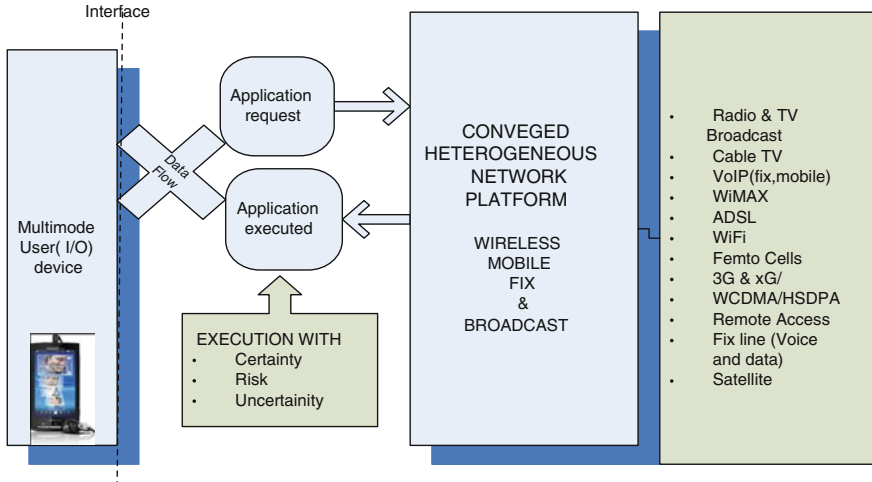 Interface
Multimode
User( I/O)
device
Application
request
Data
Flow
Application
executed
EXECUTION WITH
• Certainty
• Risk
• Uncertainity
CONVEGED
HETEROGENEOUS
NETWORK
PLATFORM
WIRELESS
MOBILE
FIX
&
BROADCAST
• Radio & TV
Broadcast
• Cable TV
• VoIP(fix,mobile)
• WiMAX
• ADSL
• WiFi
• Femto Cells
• 3G & xG/
• WCDMA/HSDPA
• Remote Access
• Fix line (Voice
and data)
• Satellite